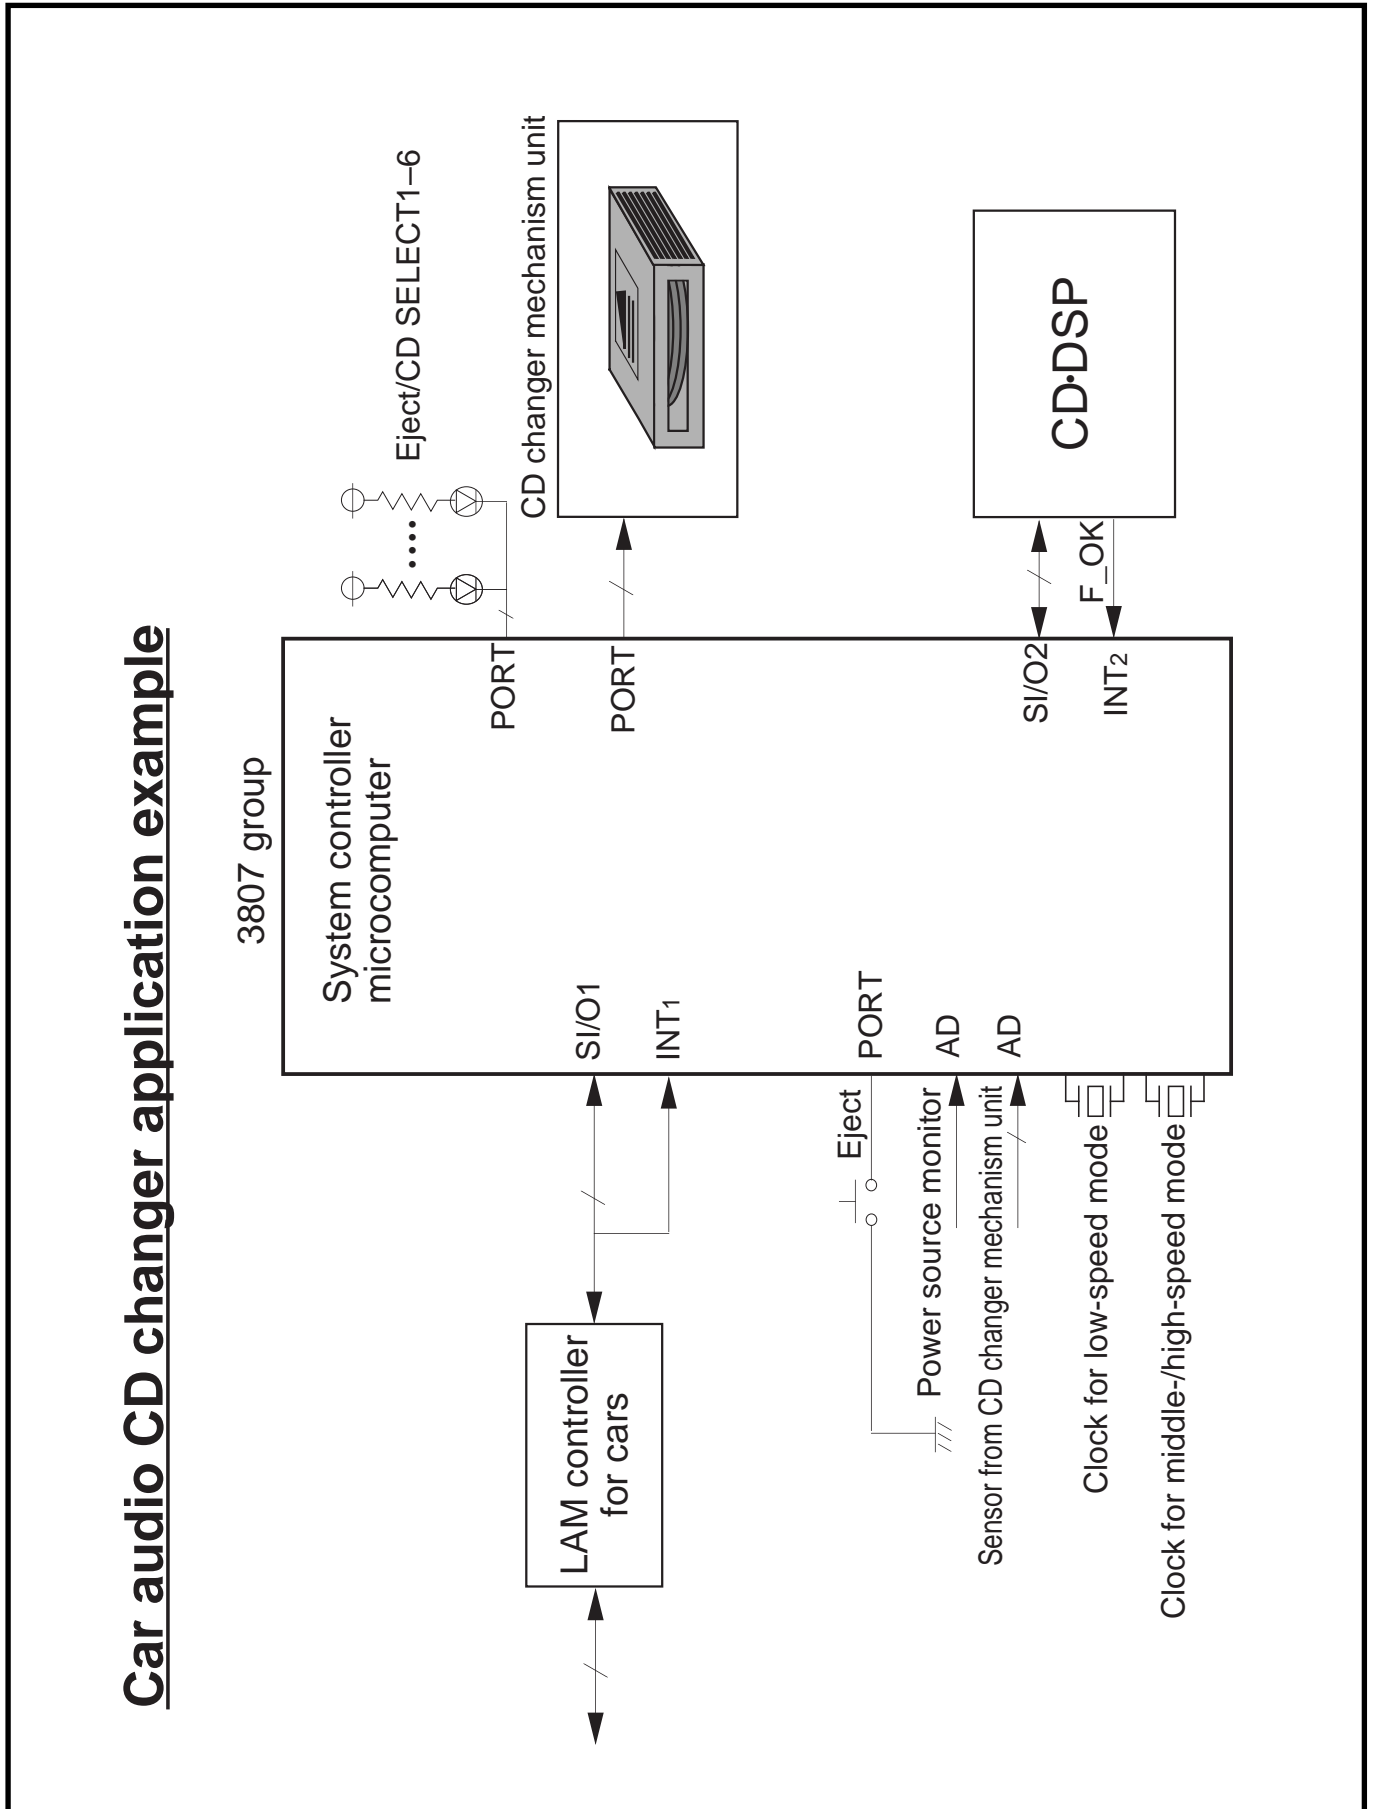 Car audio CD changer application example
3807 group
System controller
microcomputer
SI/O1
INT1
PORT
AD
AD
PORT
PORT
SI/O2
INT2
Eject/CD SELECT1–6
CD changer mechanism unit
CD·DSP
F_OK
LAM controller
for cars
Eject
Power source monitor
Sensor from CD changer mechanism unit
Clock for low-speed mode
Clock for middle-/high-speed mode